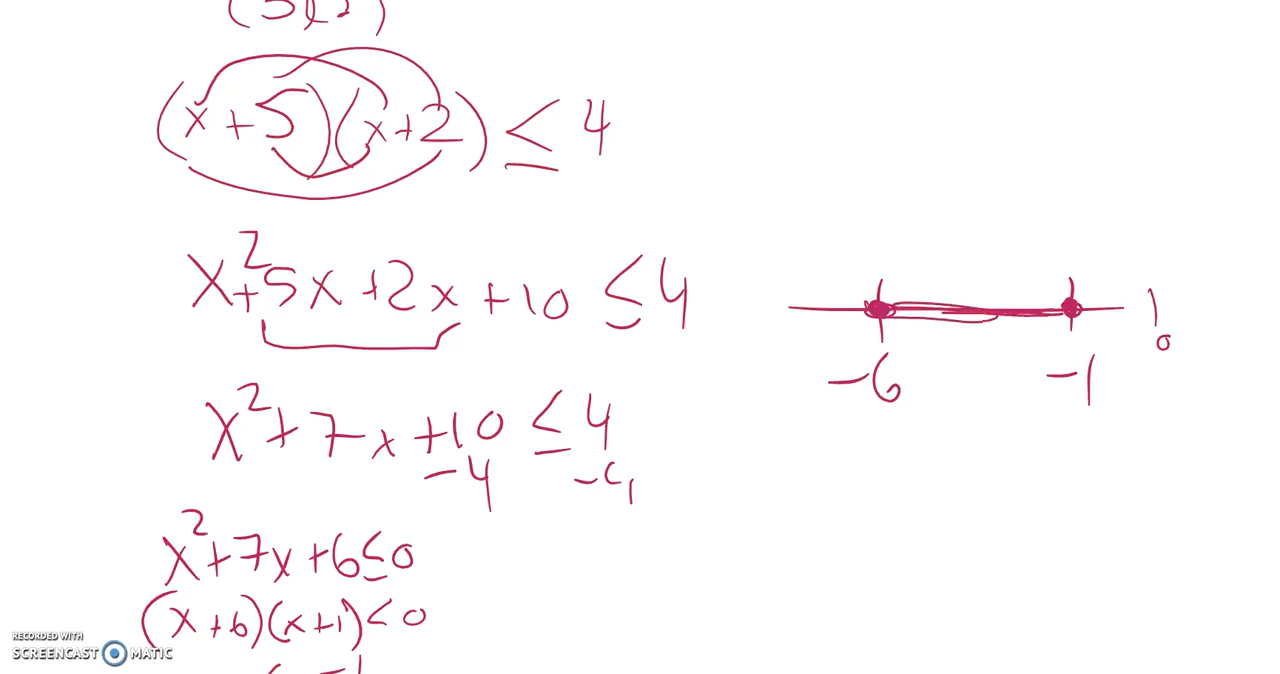 (x+5)(x+2) ≤ 4
x²+5x+2x+10 ≤ 4
x²+7x+10 ≤ 4
-4 -4
x²+7x+6≤0
(x+6)(x+1)<0
-6 -1 0
RECORDED WITH
SCREENCAST MATIC